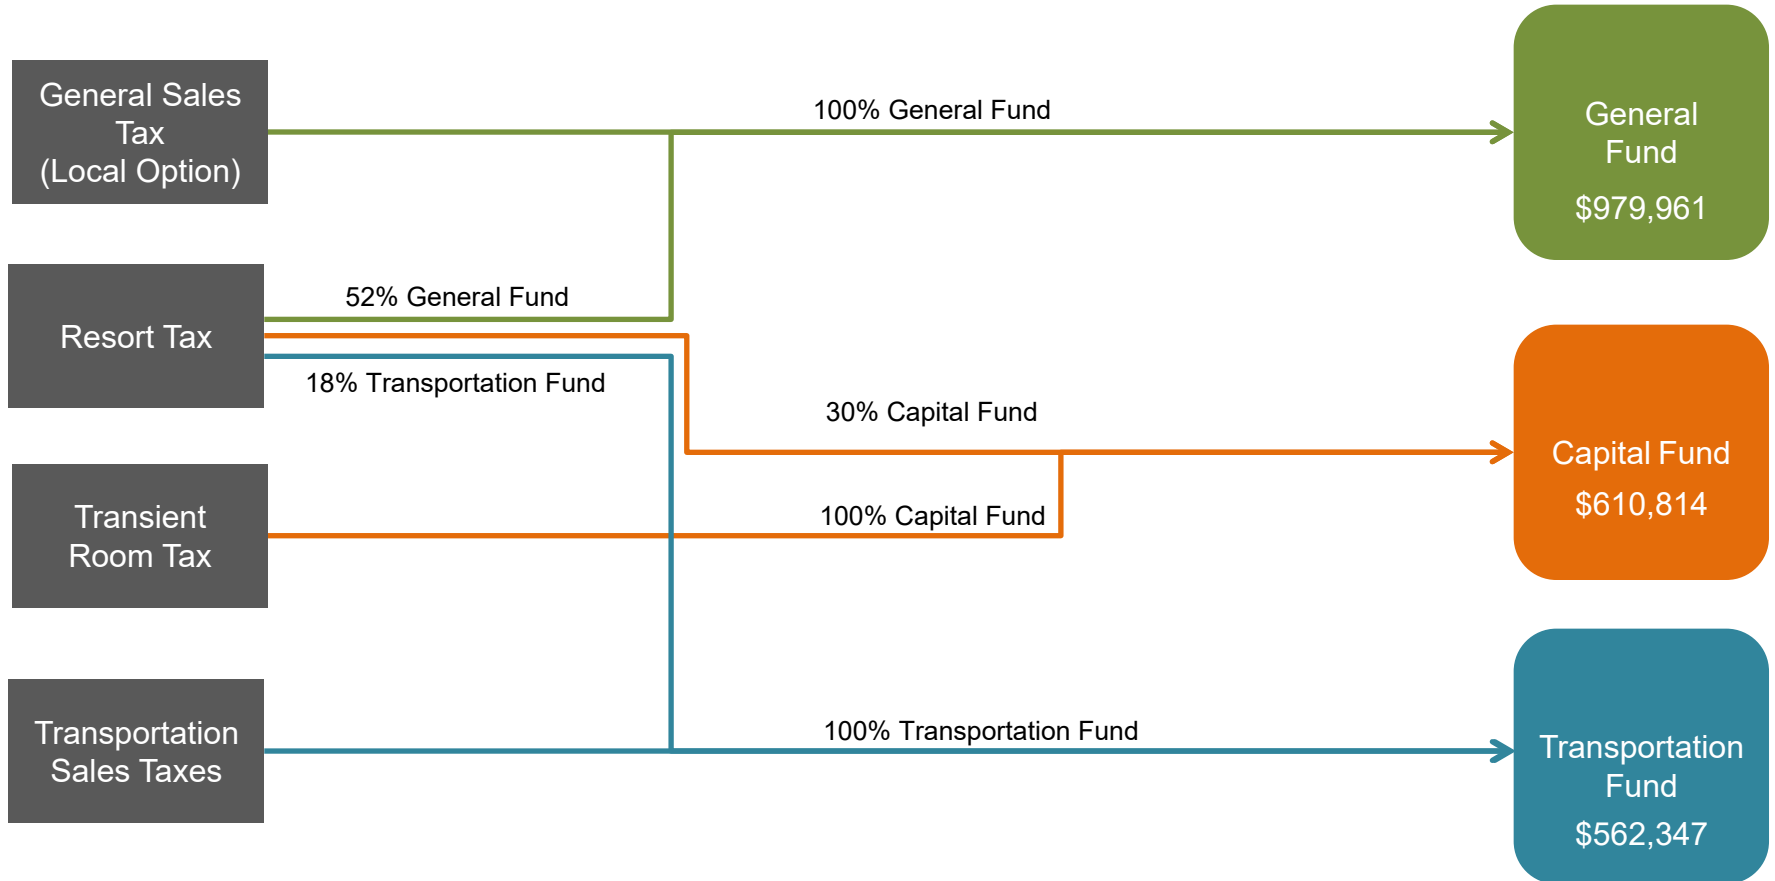 General Sales
Tax
(Local Option)
100% General Fund
General
Fund
$979,961
52% General Fund
Resort Tax
18% Transportation Fund
30% Capital Fund
Capital Fund
$610,814
Transient
Room Tax
100% Capital Fund
Transportation
Sales Taxes
100% Transportation Fund
Transportation
Fund
$562,347